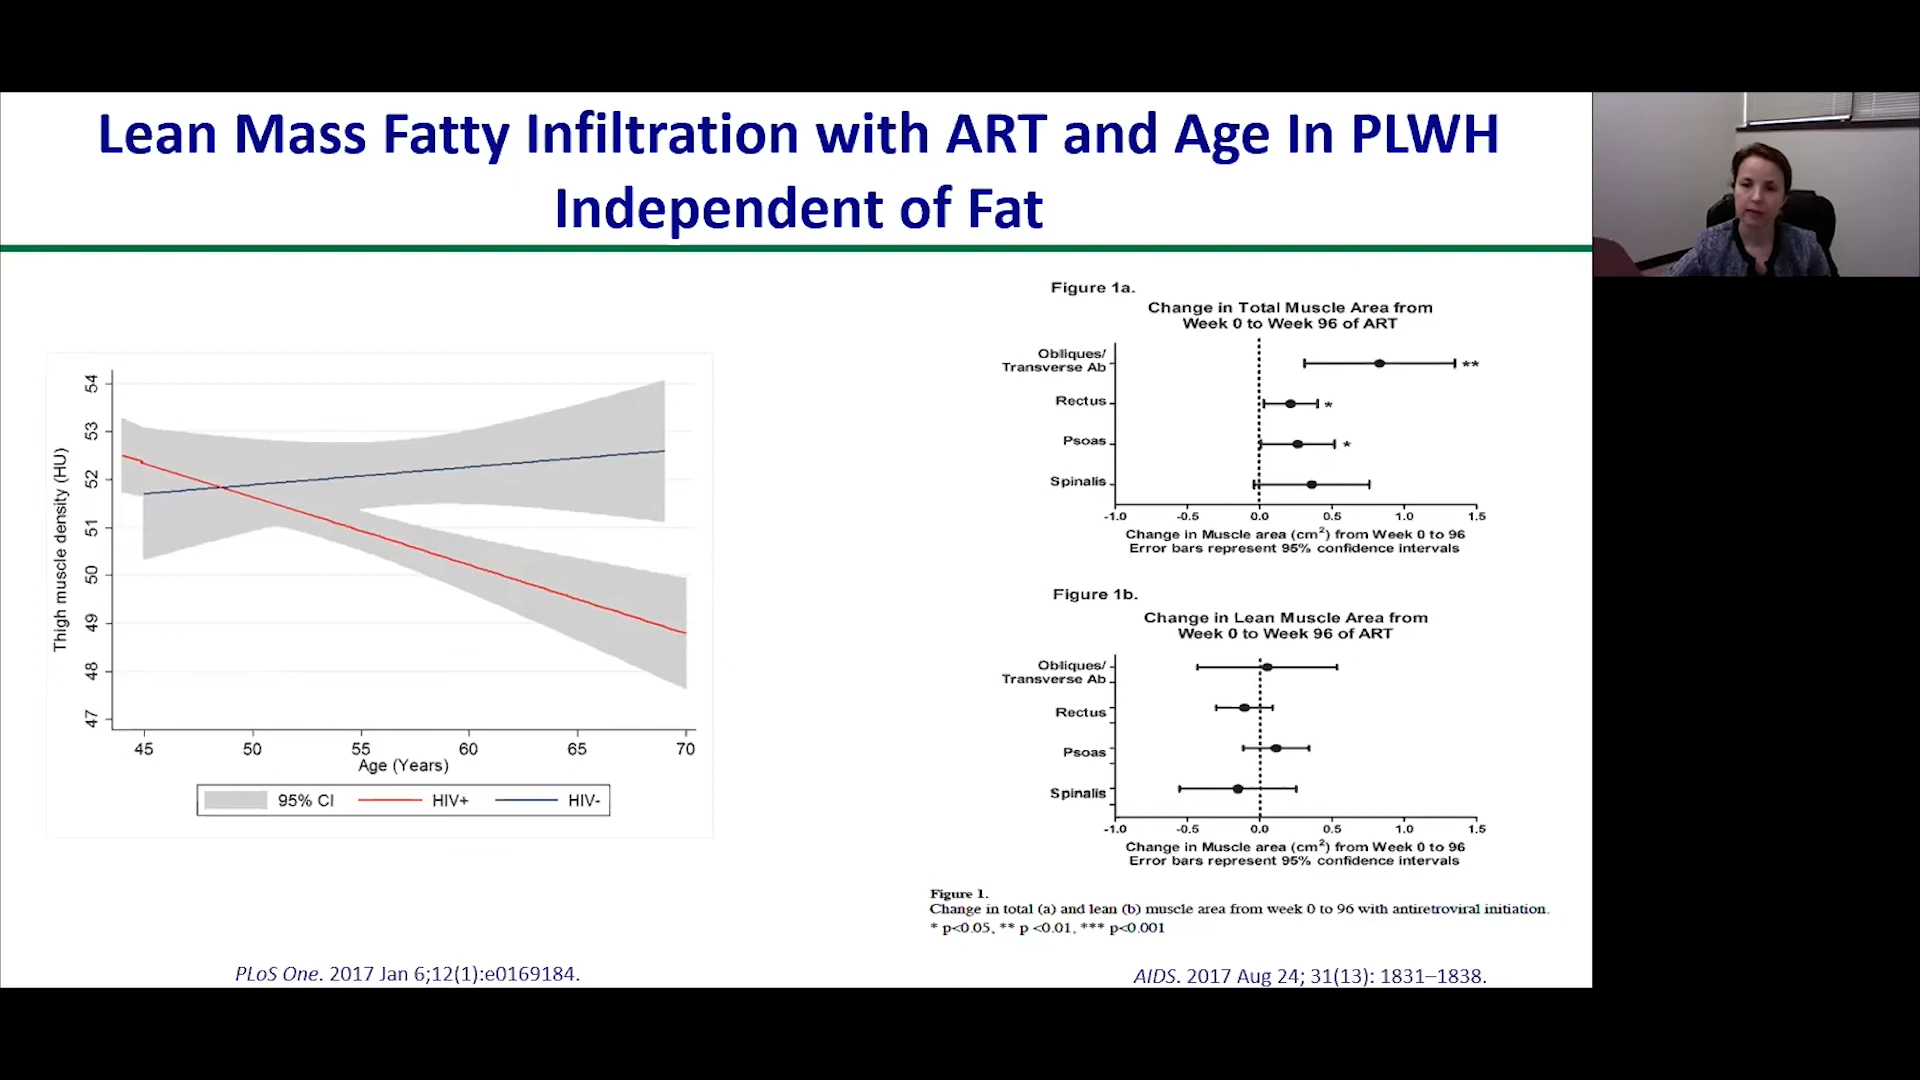 Lean Mass Fatty Infiltration with ART and Age In PLWH
Independent of Fat
Thigh muscle density (HU)
54
53
52
51
50
49
48
47
45 50 55 60 65 70
Age (Years)
95% CI HIV+ HIV-
PLoS One. 2017 Jan 6;12(1):e0169184.
Figure 1a.
Change in Total Muscle Area from
Week 0 to Week 96 of ART
Obliques/
Transverse Ab
**
Rectus
*
Psoas
*
Spinalis
-1.0 -0.5 0.0 0.5 1.0 1.5
Change in Muscle area (cm²) from Week 0 to 96
Error bars represent 95% confidence intervals
Figure 1b.
Change in Lean Muscle Area from
Week 0 to Week 96 of ART
Obliques/
Transverse Ab
Rectus
Psoas
Spinalis
-1.0 -0.5 0.0 0.5 1.0 1.5
Change in Muscle area (cm²) from Week 0 to 96
Error bars represent 95% confidence intervals
Figure 1.
Change in total (a) and lean (b) muscle area from week 0 to 96 with antiretroviral initiation.
* p<0.05, ** p <0.01, *** p<0.001
AIDS. 2017 Aug 24; 31(13): 1831–1838.